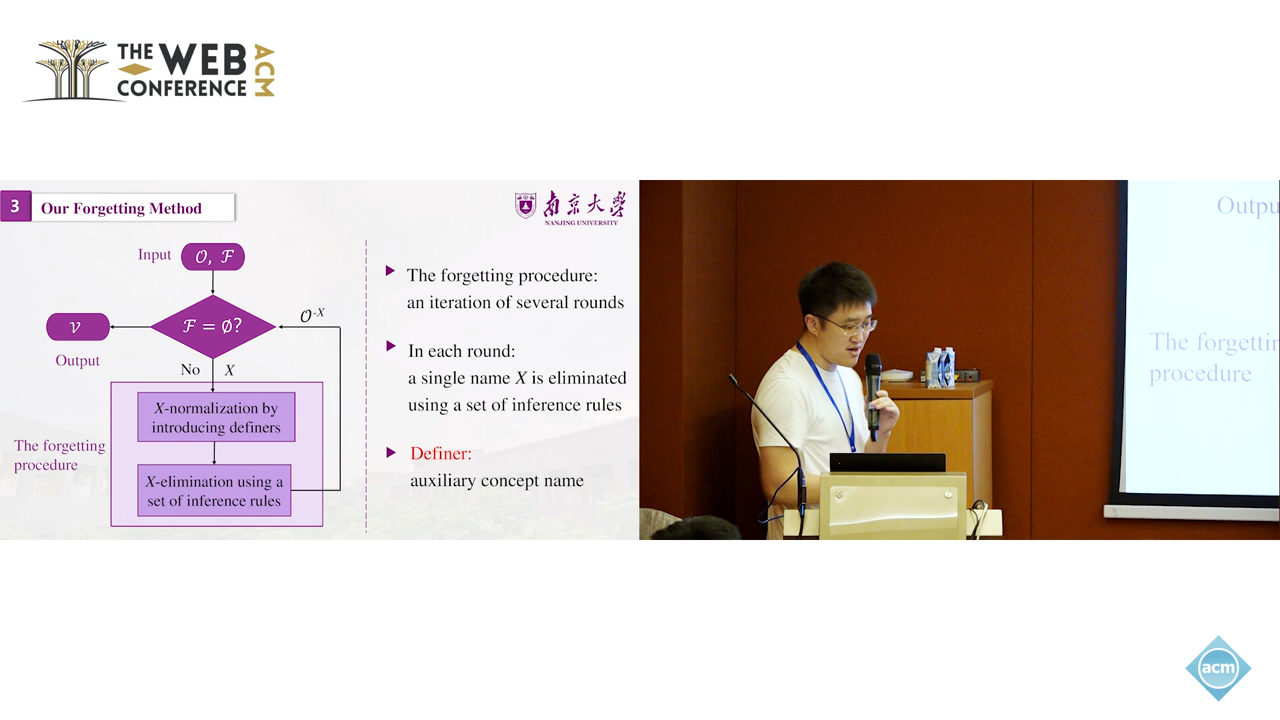 THE WEB
CONFERENCE
ACM
3
Our Forgetting Method
南京大学
NANJING UNIVERSITY
Input
𝒪, ℱ
ℱ = ∅?
𝒪-X
𝒱
Output
No
X
X-normalization by
introducing definers
The forgetting
procedure
X-elimination using a
set of inference rules
The forgetting procedure:
an iteration of several rounds
In each round:
a single name X is eliminated
using a set of inference rules
Definer:
auxiliary concept name
Outpu
The forgettin
procedure
acm